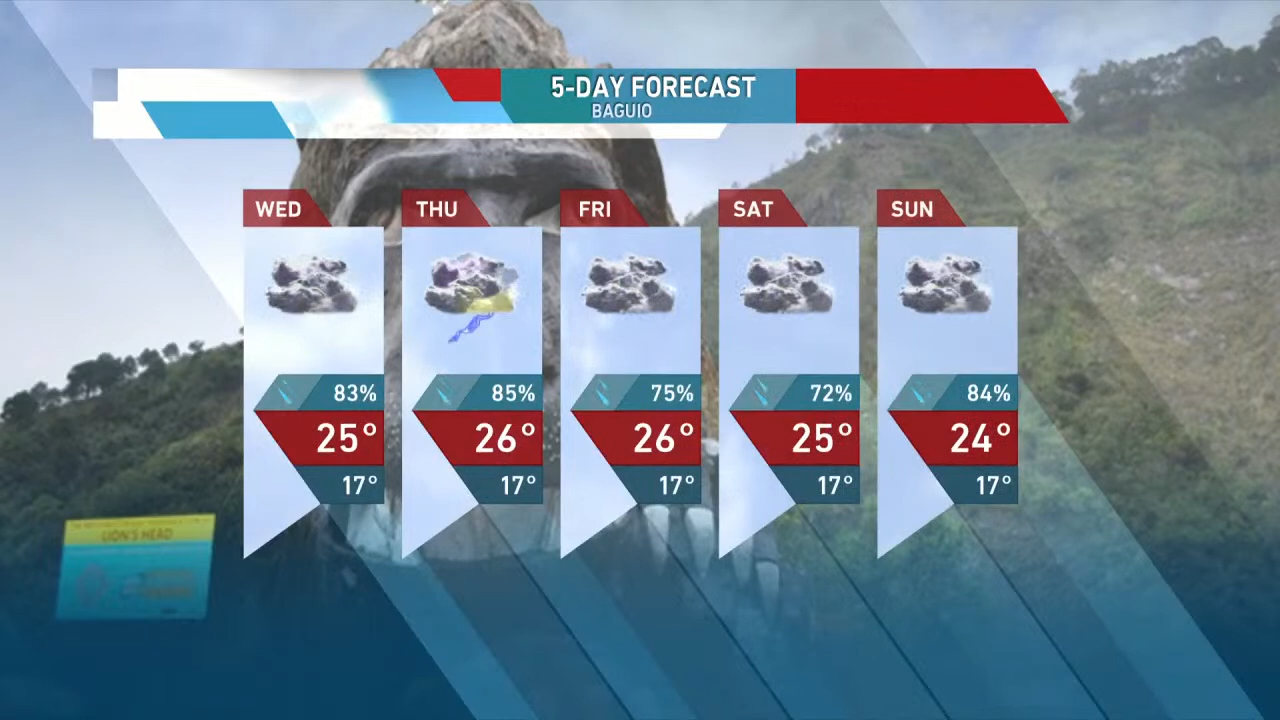 5-DAY FORECAST
BAGUIO
WED THU FRI SAT SUN
83% 85% 75% 72% 84%
25° 26° 26° 25° 24°
17° 17° 17° 17° 17°
LION'S HEAD